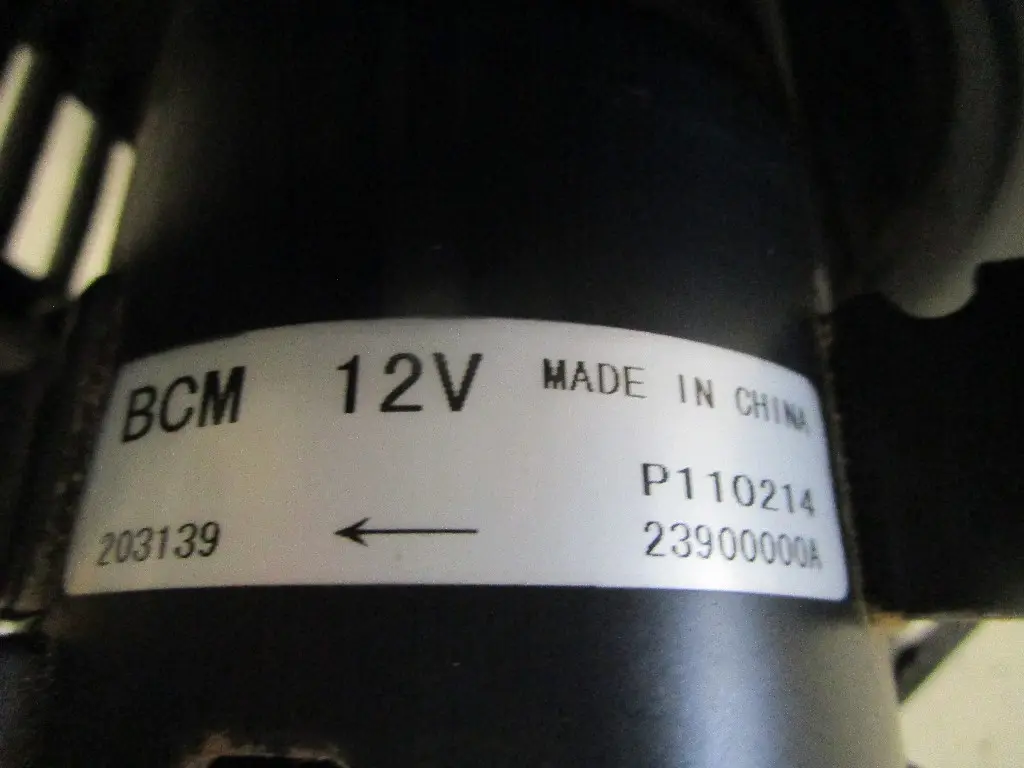 BCM 12V MADE IN CHINA
P110214
203139 ← 23900000A